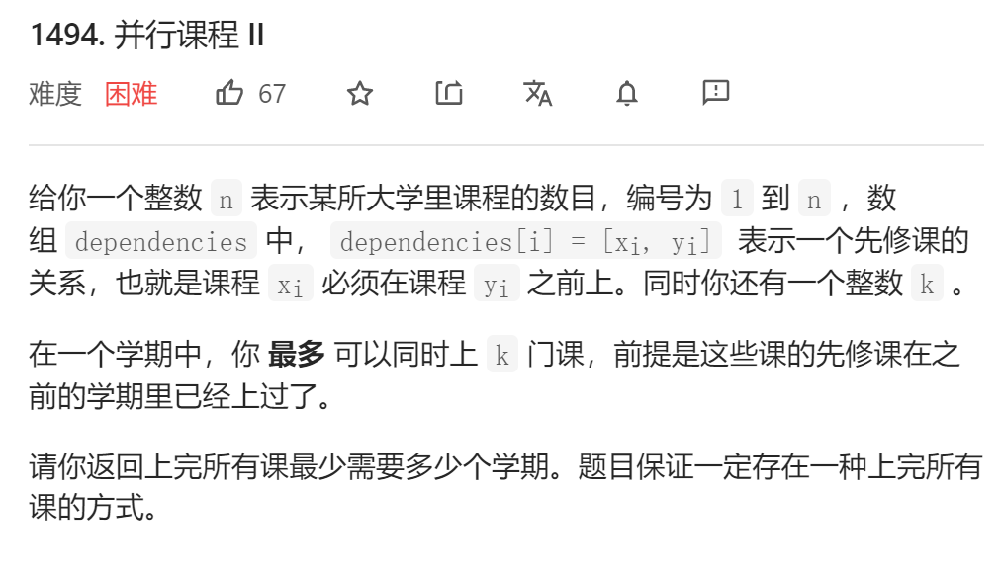 1494. 并行课程 II
难度 困难 67
给你一个整数 n 表示某所大学里课程的数目，编号为 1 到 n ，数
组 dependencies 中， dependencies[i] = [xi, yi] 表示一个先修课的
关系，也就是课程 xi 必须在课程 yi 之前上。同时你还有一个整数 k 。
在一个学期中，你 最多 可以同时上 k 门课，前提是这些课的先修课在之
前的学期里已经上过了。
请你返回上完所有课最少需要多少个学期。题目保证一定存在一种上完所有
课的方式。